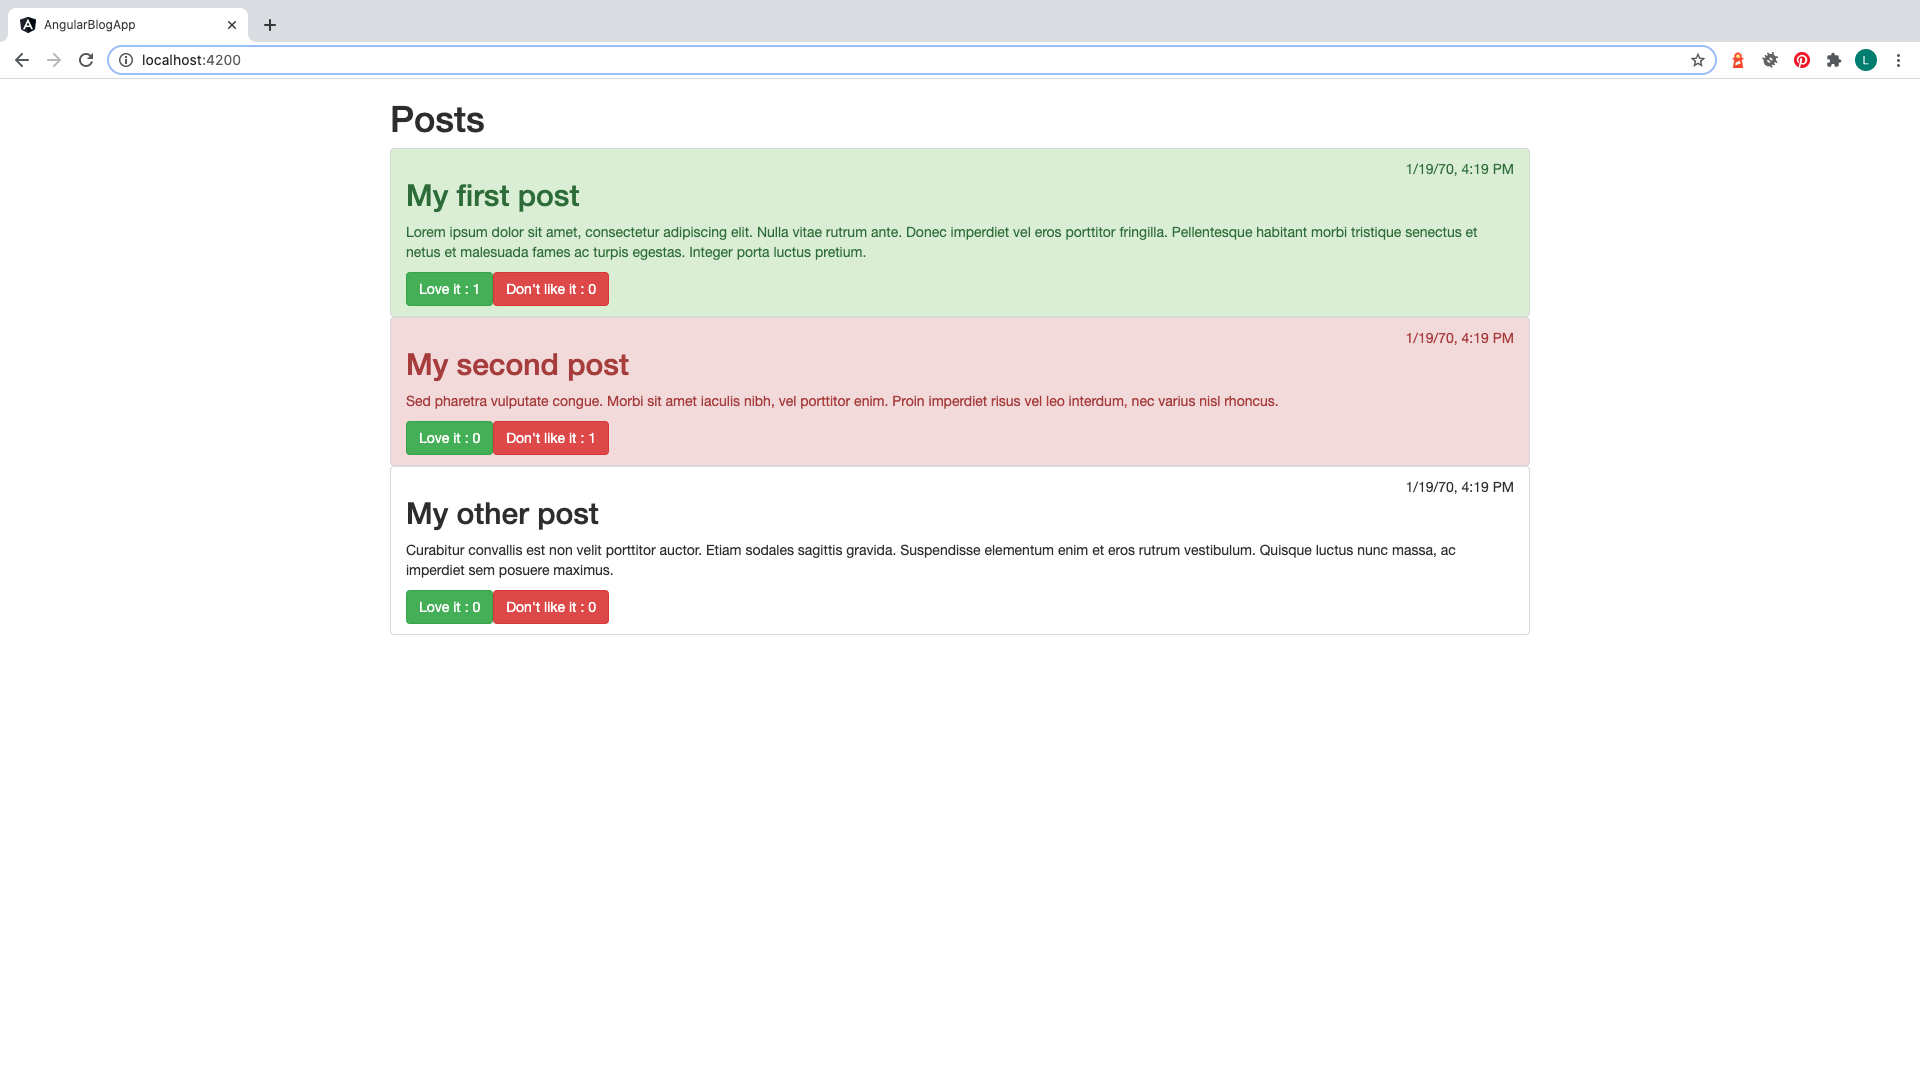 AngularBlogApp
localhost:4200
L
Posts
1/19/70, 4:19 PM
My first post
Lorem ipsum dolor sit amet, consectetur adipiscing elit. Nulla vitae rutrum ante. Donec imperdiet vel eros porttitor fringilla. Pellentesque habitant morbi tristique senectus et
netus et malesuada fames ac turpis egestas. Integer porta luctus pretium.
Love it : 1 Don't like it : 0
1/19/70, 4:19 PM
My second post
Sed pharetra vulputate congue. Morbi sit amet iaculis nibh, vel porttitor enim. Proin imperdiet risus vel leo interdum, nec varius nisl rhoncus.
Love it : 0 Don't like it : 1
1/19/70, 4:19 PM
My other post
Curabitur convallis est non velit porttitor auctor. Etiam sodales sagittis gravida. Suspendisse elementum enim et eros rutrum vestibulum. Quisque luctus nunc massa, ac
imperdiet sem posuere maximus.
Love it : 0 Don't like it : 0